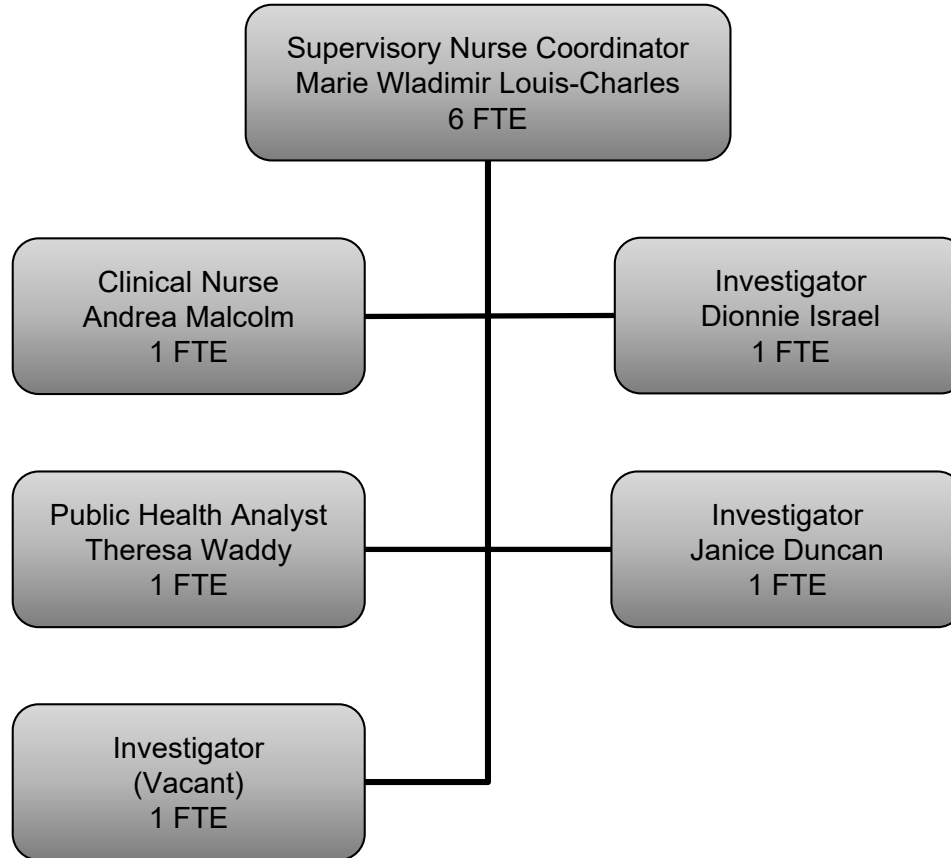 Supervisory Nurse Coordinator
Marie Wladimir Louis-Charles
6 FTE
Clinical Nurse
Andrea Malcolm
1 FTE
Investigator
Dionnie Israel
1 FTE
Public Health Analyst
Theresa Waddy
1 FTE
Investigator
Janice Duncan
1 FTE
Investigator
(Vacant)
1 FTE